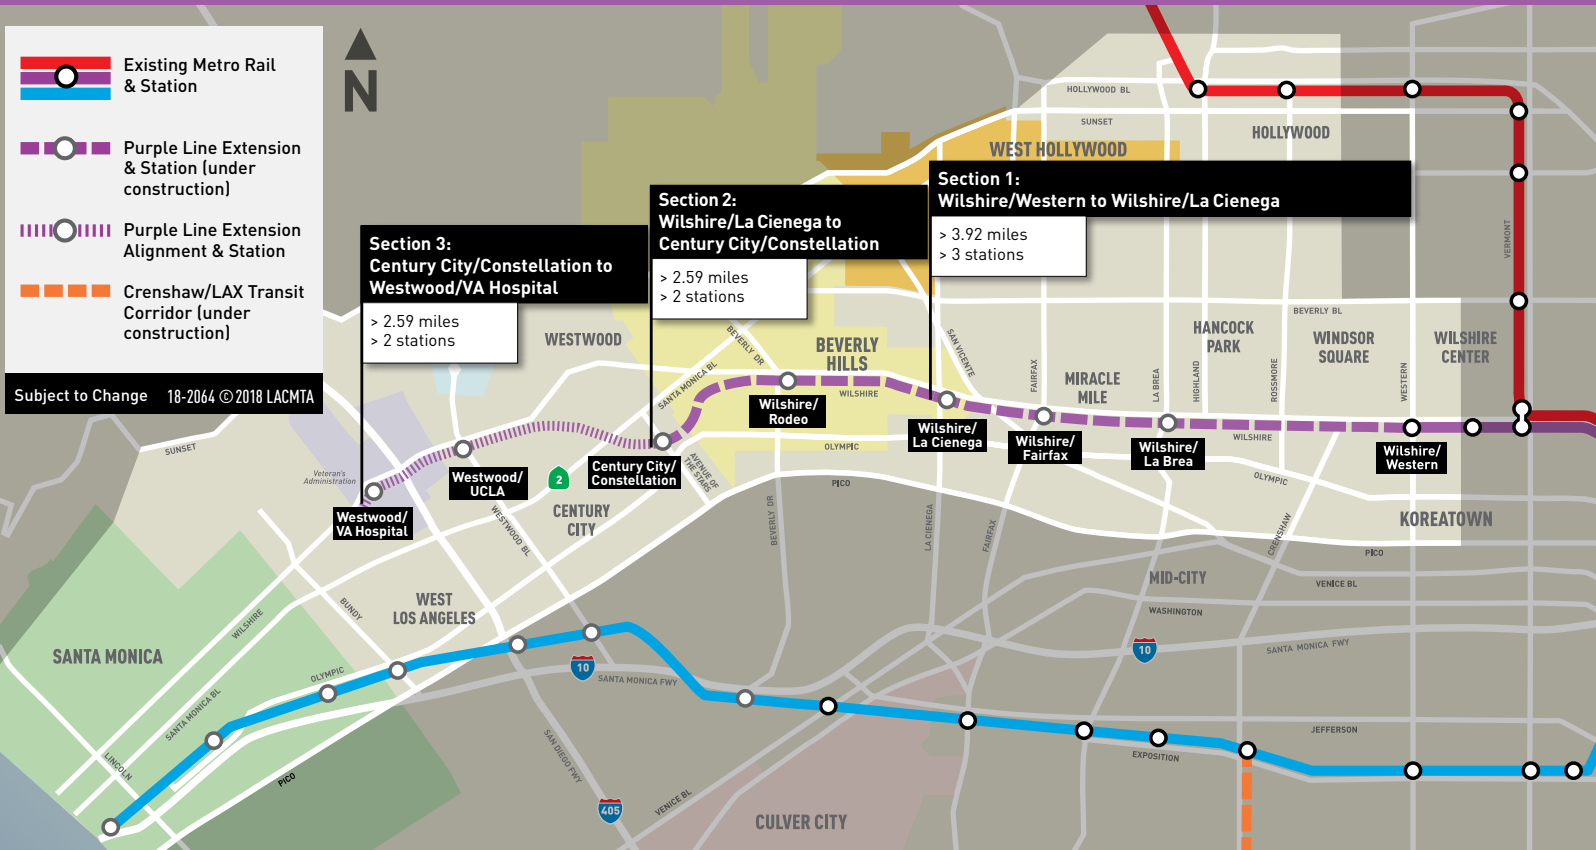 Existing Metro Rail
& Station
Purple Line Extension
& Station (under
construction)
Purple Line Extension
Alignment & Station
Crenshaw/LAX Transit
Corridor (under
construction)
Subject to Change 18-2064 © 2018 LACMTA
N
Section 3:
Century City/Constellation to
Westwood/VA Hospital
> 2.59 miles
> 2 stations
Section 2:
Wilshire/La Cienega to
Century City/Constellation
> 2.59 miles
> 2 stations
Section 1:
Wilshire/Western to Wilshire/La Cienega
> 3.92 miles
> 3 stations
HOLLYWOOD BL
SUNSET
HOLLYWOOD
WEST HOLLYWOOD
VERMONT
BEVERLY BL
WESTWOOD
BEVERLY DR
BEVERLY
HILLS
SAN VICENTE
HANCOCK
PARK
WINDSOR
SQUARE
WILSHIRE
CENTER
SANTA MONICA BL
WILSHIRE
FAIRFAX
MIRACLE
MILE
LA BREA
HIGHLAND
ROSSMORE
WESTERN
Wilshire/
Rodeo
Wilshire/
La Cienega
Wilshire/
Fairfax
Wilshire/
La Brea
WILSHIRE
Wilshire/
Western
SUNSET
Veteran's
Administration
Westwood/
UCLA
2
Century City/
Constellation
AVENUE OF
THE STARS
OLYMPIC
PICO
OLYMPIC
Westwood/
VA Hospital
WESTWOOD BL
CENTURY
CITY
BEVERLY DR
LA CIENEGA
FAIRFAX
CRENSHAW
KOREATOWN
PICO
MID-CITY
VENICE BL
WASHINGTON
WEST
LOS ANGELES
BUNDY
WILSHIRE
SANTA MONICA
OLYMPIC
SANTA MONICA BL
LINCOLN
PICO
10
SANTA MONICA FWY
10
SANTA MONICA FWY
SAN DIEGO FWY
405
VENICE BL
CULVER CITY
EXPOSITION
JEFFERSON